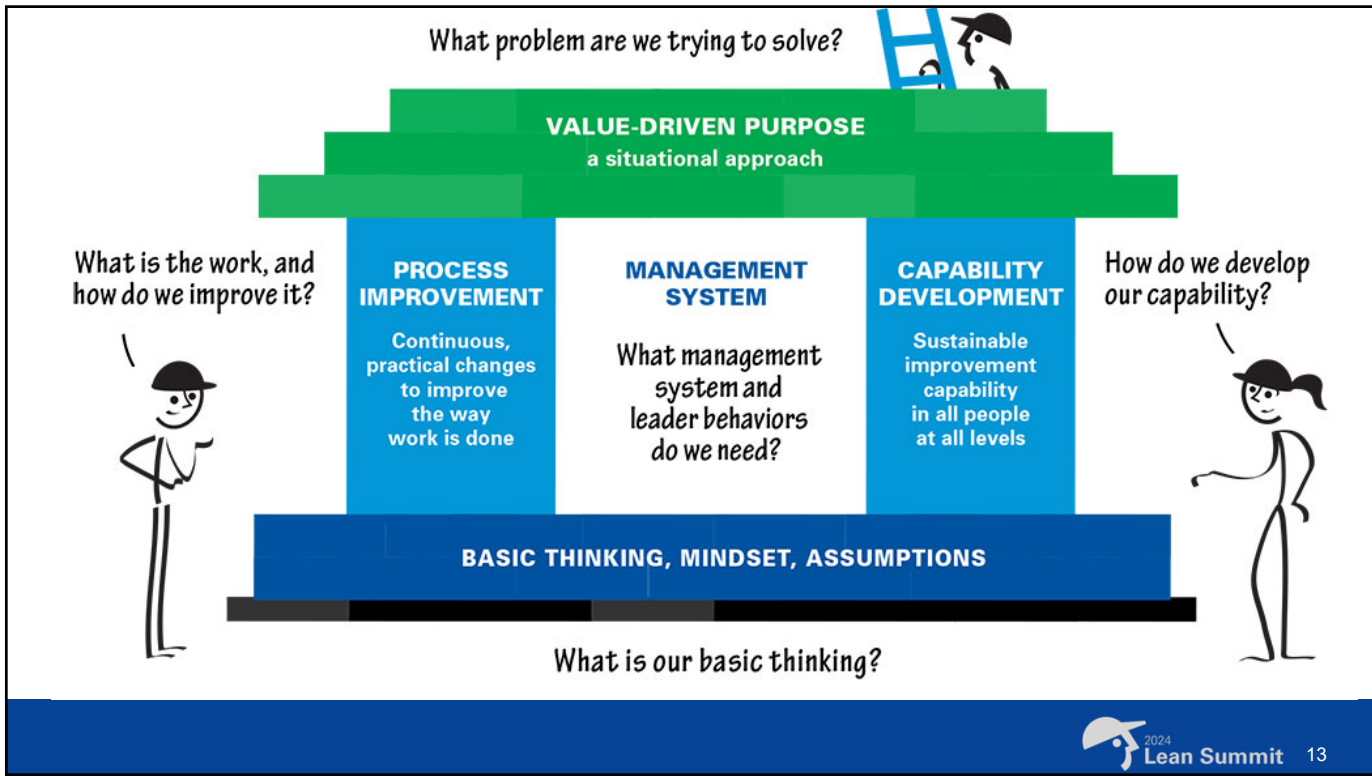 What problem are we trying to solve?
VALUE-DRIVEN PURPOSE
a situational approach
What is the work, and
how do we improve it?
PROCESS
IMPROVEMENT
Continuous,
practical changes
to improve
the way
work is done
MANAGEMENT
SYSTEM
What management
system and
leader behaviors
do we need?
CAPABILITY
DEVELOPMENT
Sustainable
improvement
capability
in all people
at all levels
How do we develop
our capability?
BASIC THINKING, MINDSET, ASSUMPTIONS
What is our basic thinking?
2024
Lean Summit
13